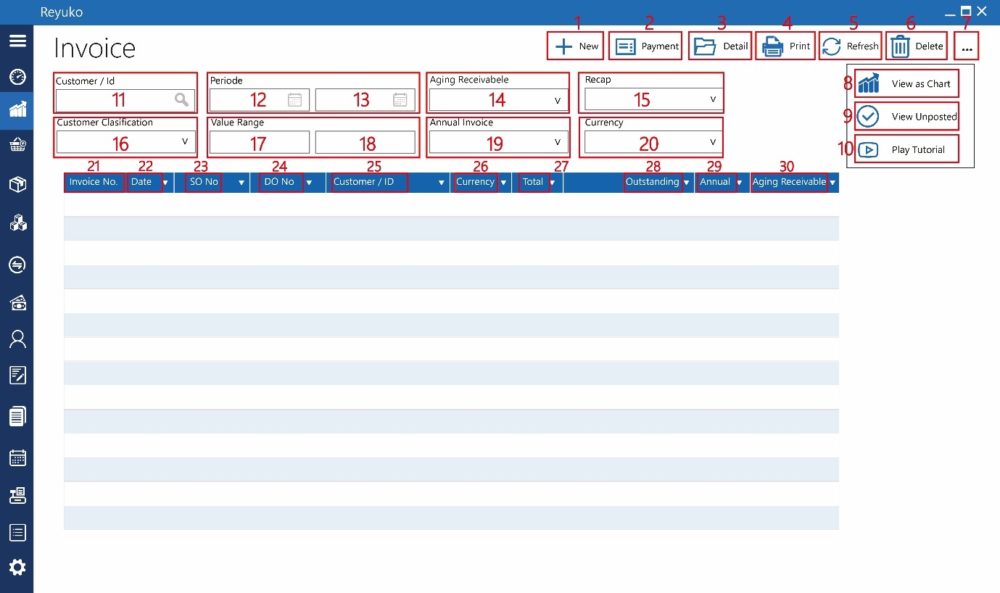 Reyuko
Invoice
1 2 3 4 5 6 7
New Payment Detail Print Refresh Delete ...
Customer / Id Periode Aging Receivabele Recap
11 12 13 14 v 15 v
Customer Clasification Value Range Annual Invoice Currency
16 v 17 18 19 v 20 v
8 View as Chart
9 View Unposted
10 Play Tutorial
21 22 23 24 25 26 27 28 29 30
Invoice No. Date SO No DO No Customer / ID Currency Total Outstanding Annual Aging Receivable